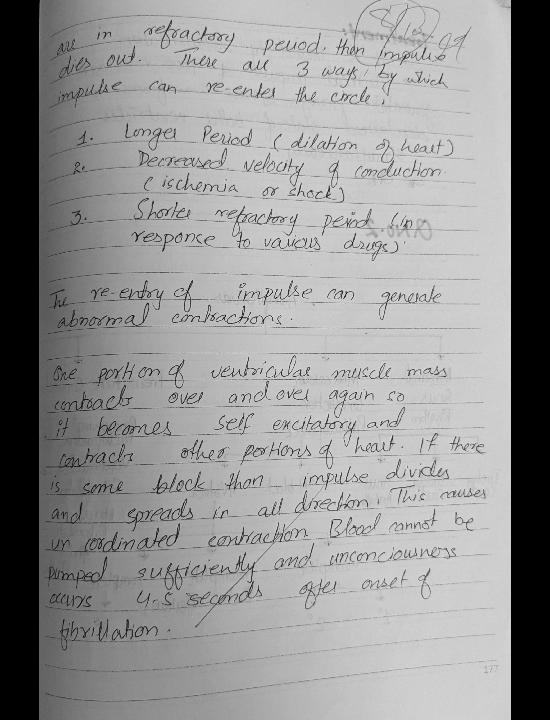 are in refractory peuod. then Impulse
dies out. There are 3 ways, by which
impulse can re-enter the circle.
1. Longer Period (dilation of heart)
2. Decreased velocity of conduction
(ischemia or shock)
3. Shorter refractory period (in
response to various drugs).
The re-entry of impulse can generate
abnormal contractions.
One portion of ventricular muscle mass
contracts over and over again so
it becomes self excitatory and
contracts other portions of heart. If there
is some block than impulse divides
and spreads in all direction. This causes
un cordinated contraction Blood cannot be
pumped sufficiently and unconciousness
occurs 4-5 seconds after onset of
fibrillation.
177